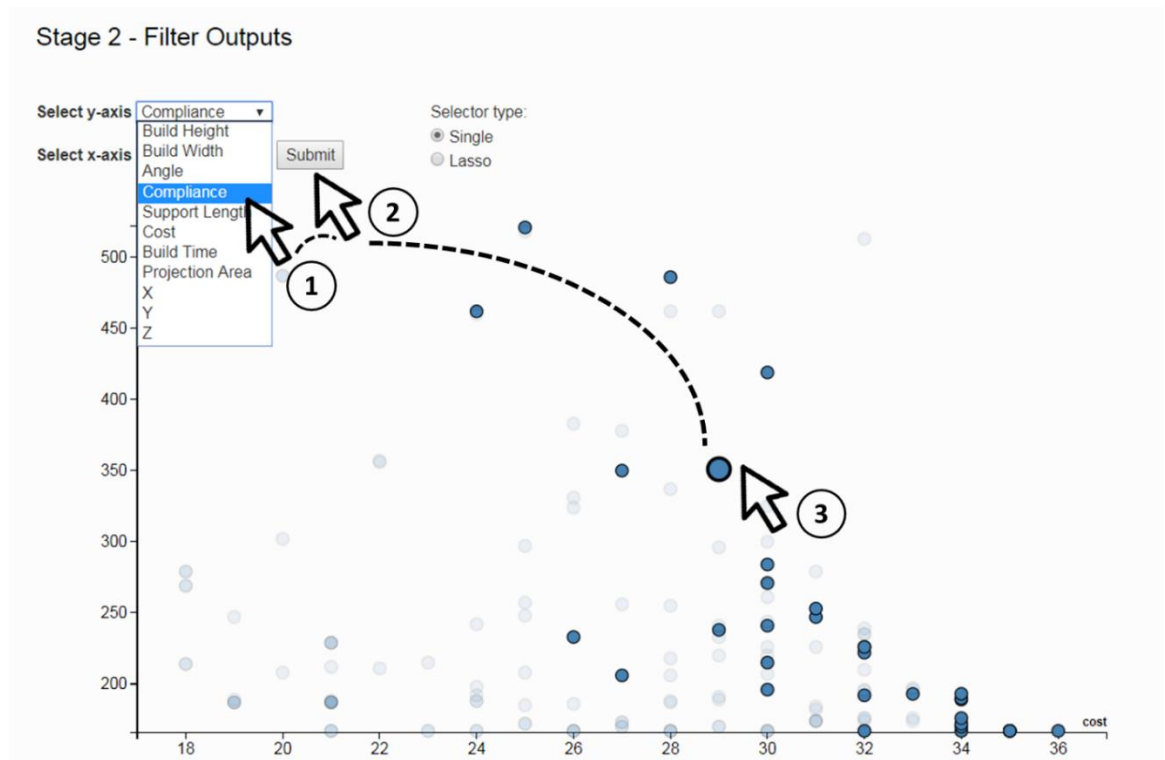 Stage 2 - Filter Outputs
Select y-axis Compliance
Selector type:
Build Height
Single
Select x-axis Build Width Submit
Lasso
Angle
Compliance
Support Length
2
Cost
Build Time
500
Projection Area
1
X
Y
450
Z
400
350
3
300
250
200
cost
18 20 22 24 26 28 30 32 34 36